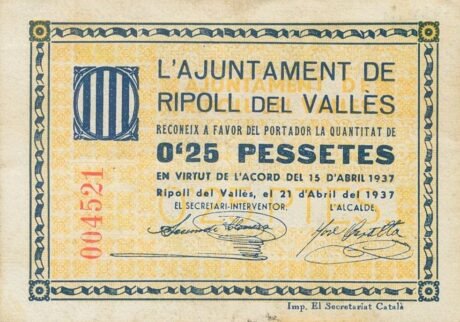 L'AJUNTAMENT DE
RIPOLL DEL VALLÈS
RECONEIX A FAVOR DEL PORTADOR LA QUANTITAT DE
0'25 PESSETES
EN VIRTUT DE L'ACORD DEL 15 D'ABRIL 1937
Ripoll del Vallès, el 21 d'Abril del 1937
EL SECRETARI-INTERVENTOR, L'ALCALDE,
004521
Imp. El Secretariat Català